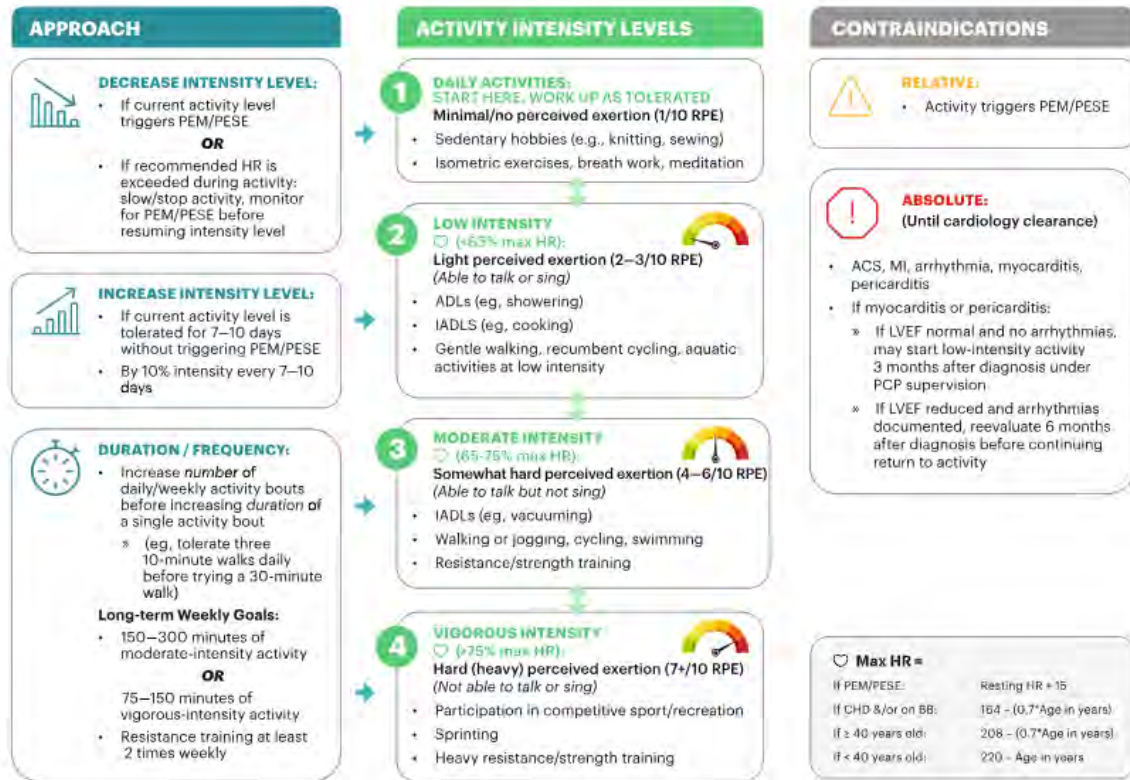 APPROACH
DECREASE INTENSITY LEVEL:
• If current activity level
triggers PEM/PESE
OR
• If recommended HR is
exceeded during activity:
slow/stop activity, monitor
for PEM/PESE before
resuming intensity level
INCREASE INTENSITY LEVEL:
• If current activity level is
tolerated for 7–10 days
without triggering PEM/PESE
• By 10% intensity every 7–10
days
DURATION / FREQUENCY:
• Increase number of
daily/weekly activity bouts
before increasing duration of
a single activity bout
» (eg, tolerate three
10-minute walks daily
before trying a 30-minute
walk)
Long-term Weekly Goals:
• 150–300 minutes of
moderate-intensity activity
OR
75–150 minutes of
vigorous-intensity activity
• Resistance training at least
2 times weekly
ACTIVITY INTENSITY LEVELS
1
DAILY ACTIVITIES:
START HERE, WORK UP AS TOLERATED
Minimal/no perceived exertion (1/10 RPE)
• Sedentary hobbies (e.g., knitting, sewing)
• Isometric exercises, breath work, meditation
2
LOW INTENSITY
(<63% max HR):
Light perceived exertion (2–3/10 RPE)
(Able to talk or sing)
• ADLs (eg, showering)
• IADLS (eg, cooking)
• Gentle walking, recumbent cycling, aquatic
activities at low intensity
3
MODERATE INTENSITY
(65-75% max HR):
Somewhat hard perceived exertion (4–6/10 RPE)
(Able to talk but not sing)
• IADLs (eg, vacuuming)
• Walking or jogging, cycling, swimming
• Resistance/strength training
4
VIGOROUS INTENSITY
(>75% max HR):
Hard (heavy) perceived exertion (7+/10 RPE)
(Not able to talk or sing)
• Participation in competitive sport/recreation
• Sprinting
• Heavy resistance/strength training
CONTRAINDICATIONS
RELATIVE:
• Activity triggers PEM/PESE
ABSOLUTE:
(Until cardiology clearance)
• ACS, MI, arrhythmia, myocarditis,
pericarditis
• If myocarditis or pericarditis:
» If LVEF normal and no arrhythmias,
may start low-intensity activity
3 months after diagnosis under
PCP supervision
» If LVEF reduced and arrhythmias
documented, reevaluate 6 months
after diagnosis before continuing
return to activity
Max HR =
If PEM/PESE: Resting HR + 15
If CHD &/or on BB: 164 – (0.7*Age in years)
If ≥ 40 years old: 208 – (0.7*Age in years)
If < 40 years old: 220 – Age in years